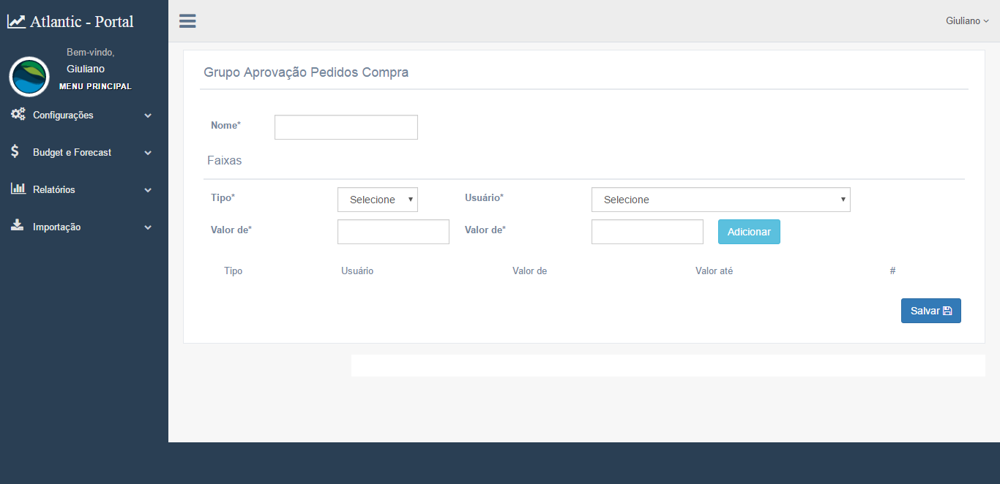 Atlantic - Portal
Bem-vindo,
Giuliano
MENU PRINCIPAL
Configurações
Budget e Forecast
Relatórios
Importação
Giuliano
Grupo Aprovação Pedidos Compra
Nome*
Faixas
Tipo* Selecione Usuário* Selecione
Valor de* Valor de* Adicionar
Tipo Usuário Valor de Valor até #
Salvar